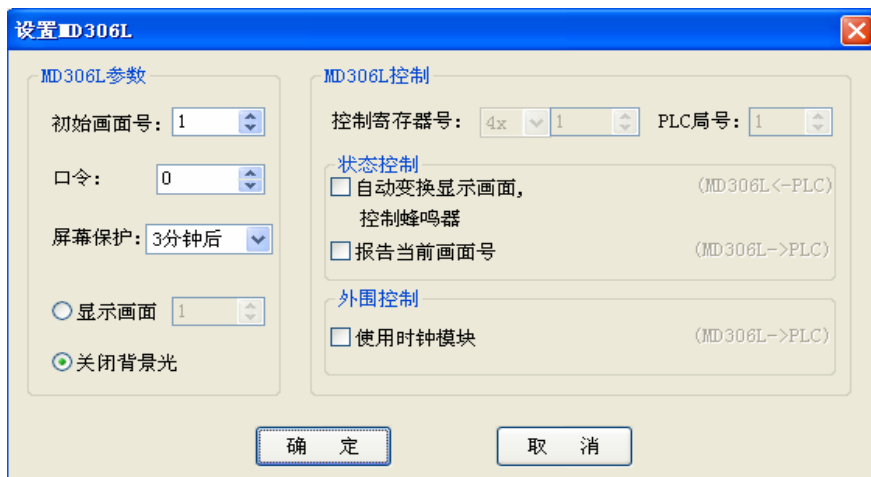 设置MD306L
MD306L参数
初始画面号： 1
口令： 0
屏幕保护： 3分钟后
显示画面 1
关闭背景光
MD306L控制
控制寄存器号： 4x 1 PLC局号： 1
状态控制
自动变换显示画面， (MD306L<-PLC)
控制蜂鸣器
报告当前画面号 (MD306L->PLC)
外围控制
使用时钟模块 (MD306L->PLC)
确 定 取 消